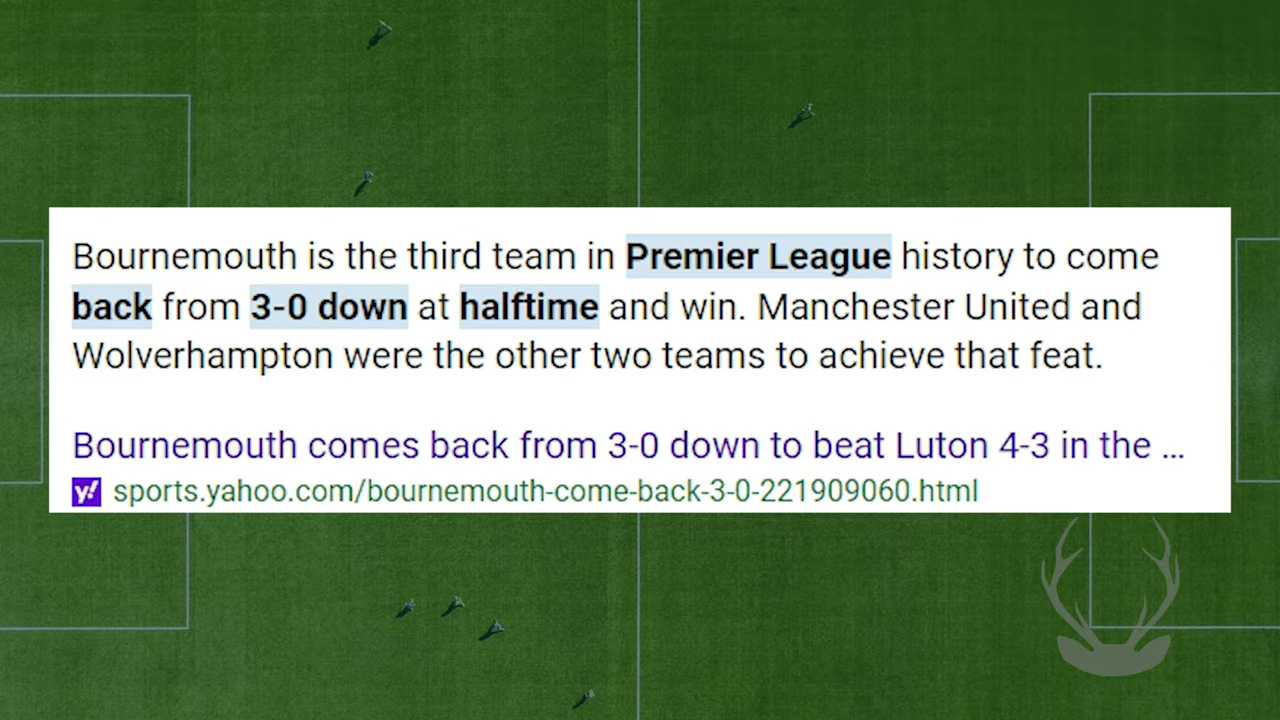 Bournemouth is the third team in Premier League history to come
back from 3-0 down at halftime and win. Manchester United and
Wolverhampton were the other two teams to achieve that feat.
Bournemouth comes back from 3-0 down to beat Luton 4-3 in the ...
y! sports.yahoo.com/bournemouth-come-back-3-0-221909060.html